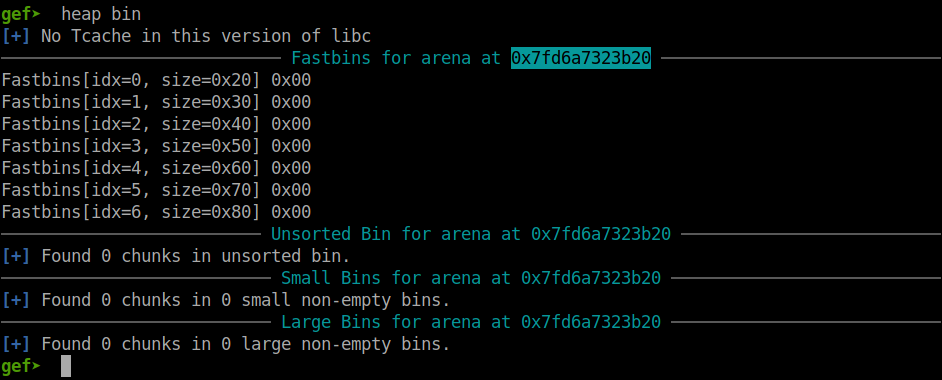 gef➤  heap bin
[+] No Tcache in this version of libc
Fastbins for arena at 0x7fd6a7323b20
Fastbins[idx=0, size=0x20] 0x00
Fastbins[idx=1, size=0x30] 0x00
Fastbins[idx=2, size=0x40] 0x00
Fastbins[idx=3, size=0x50] 0x00
Fastbins[idx=4, size=0x60] 0x00
Fastbins[idx=5, size=0x70] 0x00
Fastbins[idx=6, size=0x80] 0x00
Unsorted Bin for arena at 0x7fd6a7323b20
[+] Found 0 chunks in unsorted bin.
Small Bins for arena at 0x7fd6a7323b20
[+] Found 0 chunks in 0 small non-empty bins.
Large Bins for arena at 0x7fd6a7323b20
[+] Found 0 chunks in 0 large non-empty bins.
gef➤